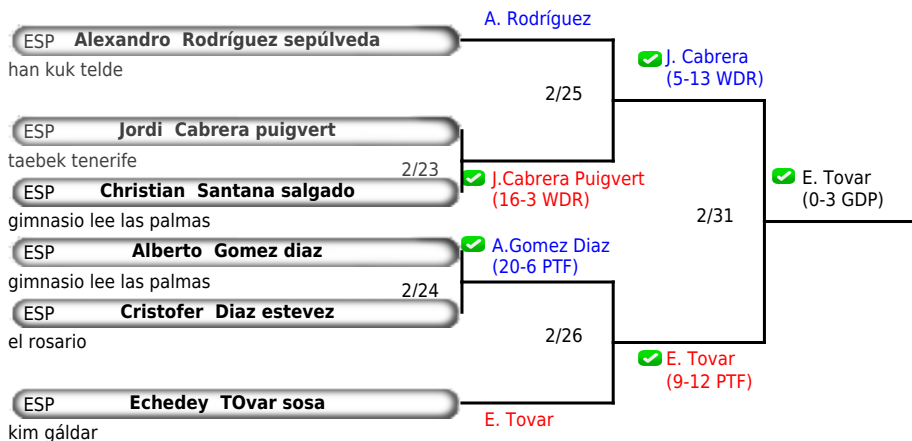 A. Rodríguez
ESP Alexandro Rodríguez sepúlveda
han kuk telde
J. Cabrera
(5-13 WDR)
2/25
ESP Jordi Cabrera puigvert
taebek tenerife
2/23
J.Cabrera Puigvert
(16-3 WDR)
ESP Christian Santana salgado
gimnasio lee las palmas
E. Tovar
(0-3 GDP)
2/31
ESP Alberto Gomez diaz
gimnasio lee las palmas
A.Gomez Diaz
(20-6 PTF)
2/24
ESP Cristofer Diaz estevez
el rosario
2/26
E. Tovar
(9-12 PTF)
ESP Echedey TOvar sosa
kim gáldar
E. Tovar